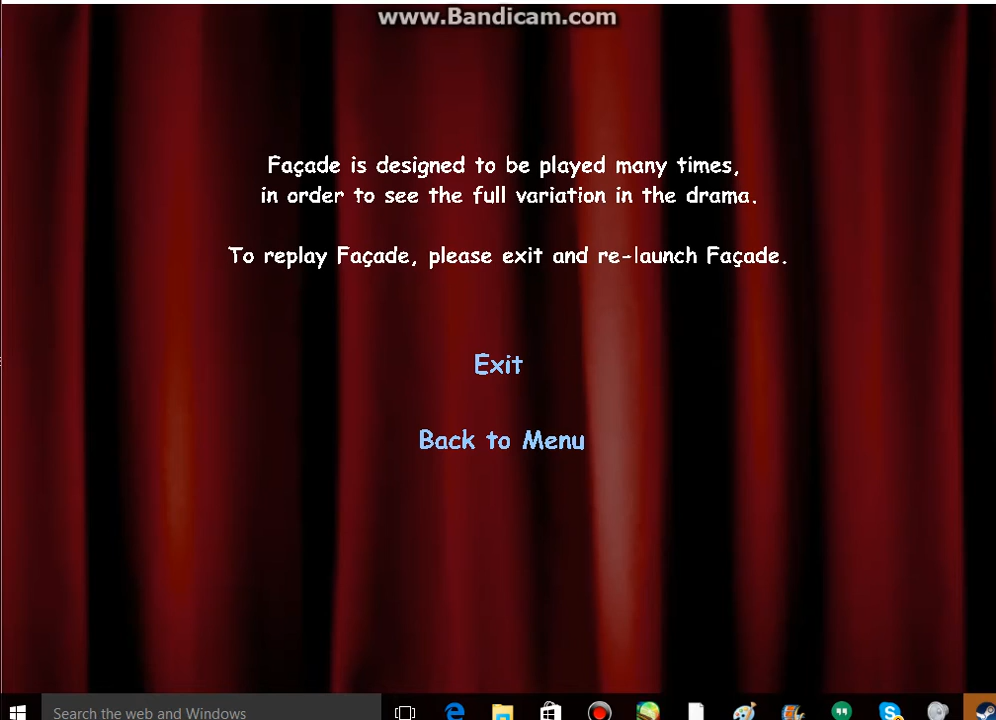 www.Bandicam.com
Façade is designed to be played many times,
in order to see the full variation in the drama.
To replay Façade, please exit and re-launch Façade.
Exit
Back to Menu
Search the web and Windows